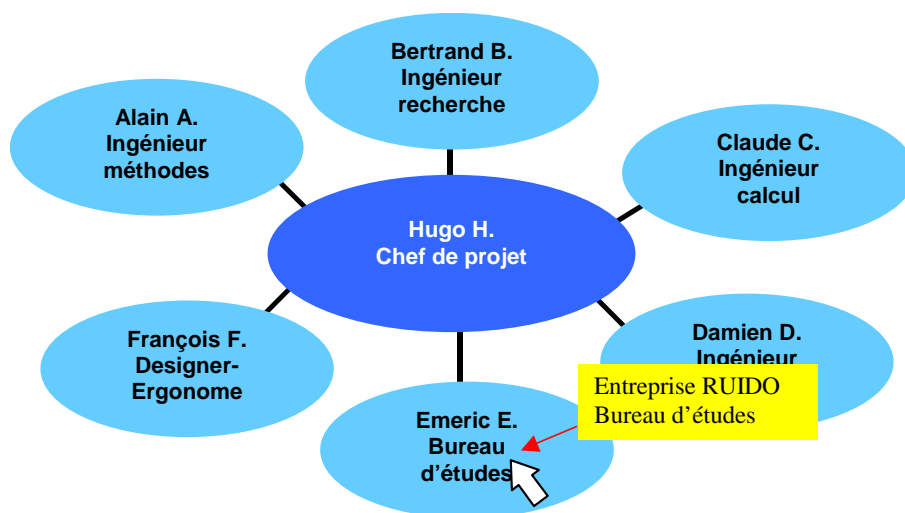 Bertrand B.
Ingénieur
recherche
Alain A.
Ingénieur
méthodes
Claude C.
Ingénieur
calcul
Hugo H.
Chef de projet
François F.
Designer-
Ergonome
Damien D.
Ingénieur
Entreprise RUIDO
Bureau d’études
Emeric E.
Bureau
d’études